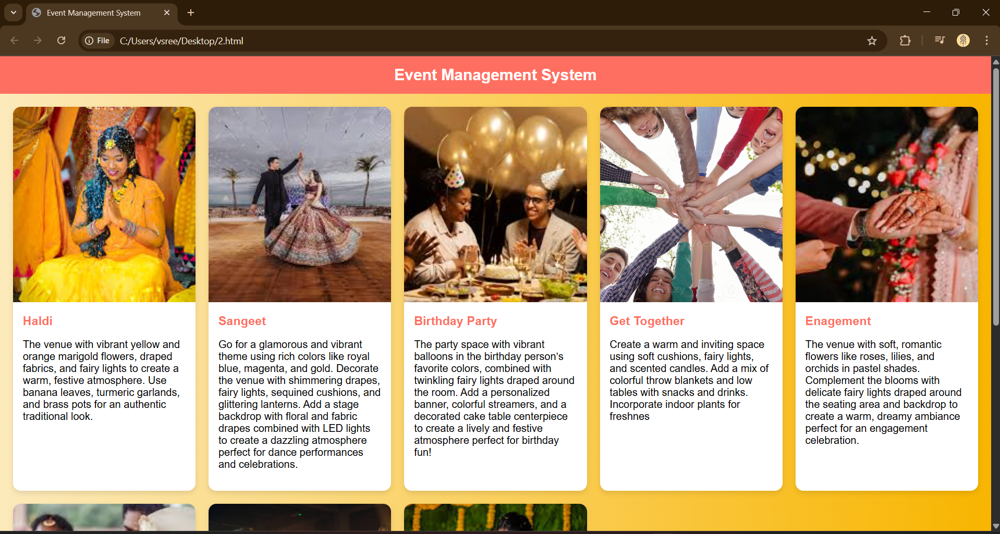 Event Management System
File
C:/Users/vsree/Desktop/2.html
Event Management System
vecteezy
vecteezy
Haldi
The venue with vibrant yellow and
orange marigold flowers, draped
fabrics, and fairy lights to create a
warm, festive atmosphere. Use
banana leaves, turmeric garlands,
and brass pots for an authentic
traditional look.
Sangeet
Go for a glamorous and vibrant
theme using rich colors like royal
blue, magenta, and gold. Decorate
the venue with shimmering drapes,
fairy lights, sequined cushions, and
glittering lanterns. Add a stage
backdrop with floral and fabric
drapes combined with LED lights
to create a dazzling atmosphere
perfect for dance performances
and celebrations.
Birthday Party
The party space with vibrant
balloons in the birthday person’s
favorite colors, combined with
twinkling fairy lights draped around
the room. Add a personalized
banner, colorful streamers, and a
decorated cake table centerpiece
to create a lively and festive
atmosphere perfect for birthday
fun!
Get Together
Create a warm and inviting space
using soft cushions, fairy lights,
and scented candles. Add a mix of
colorful throw blankets and low
tables with snacks and drinks.
Incorporate indoor plants for
freshnes
Enagement
The venue with soft, romantic
flowers like roses, lilies, and
orchids in pastel shades.
Complement the blooms with
delicate fairy lights draped around
the seating area and backdrop to
create a warm, dreamy ambiance
perfect for an engagement
celebration.